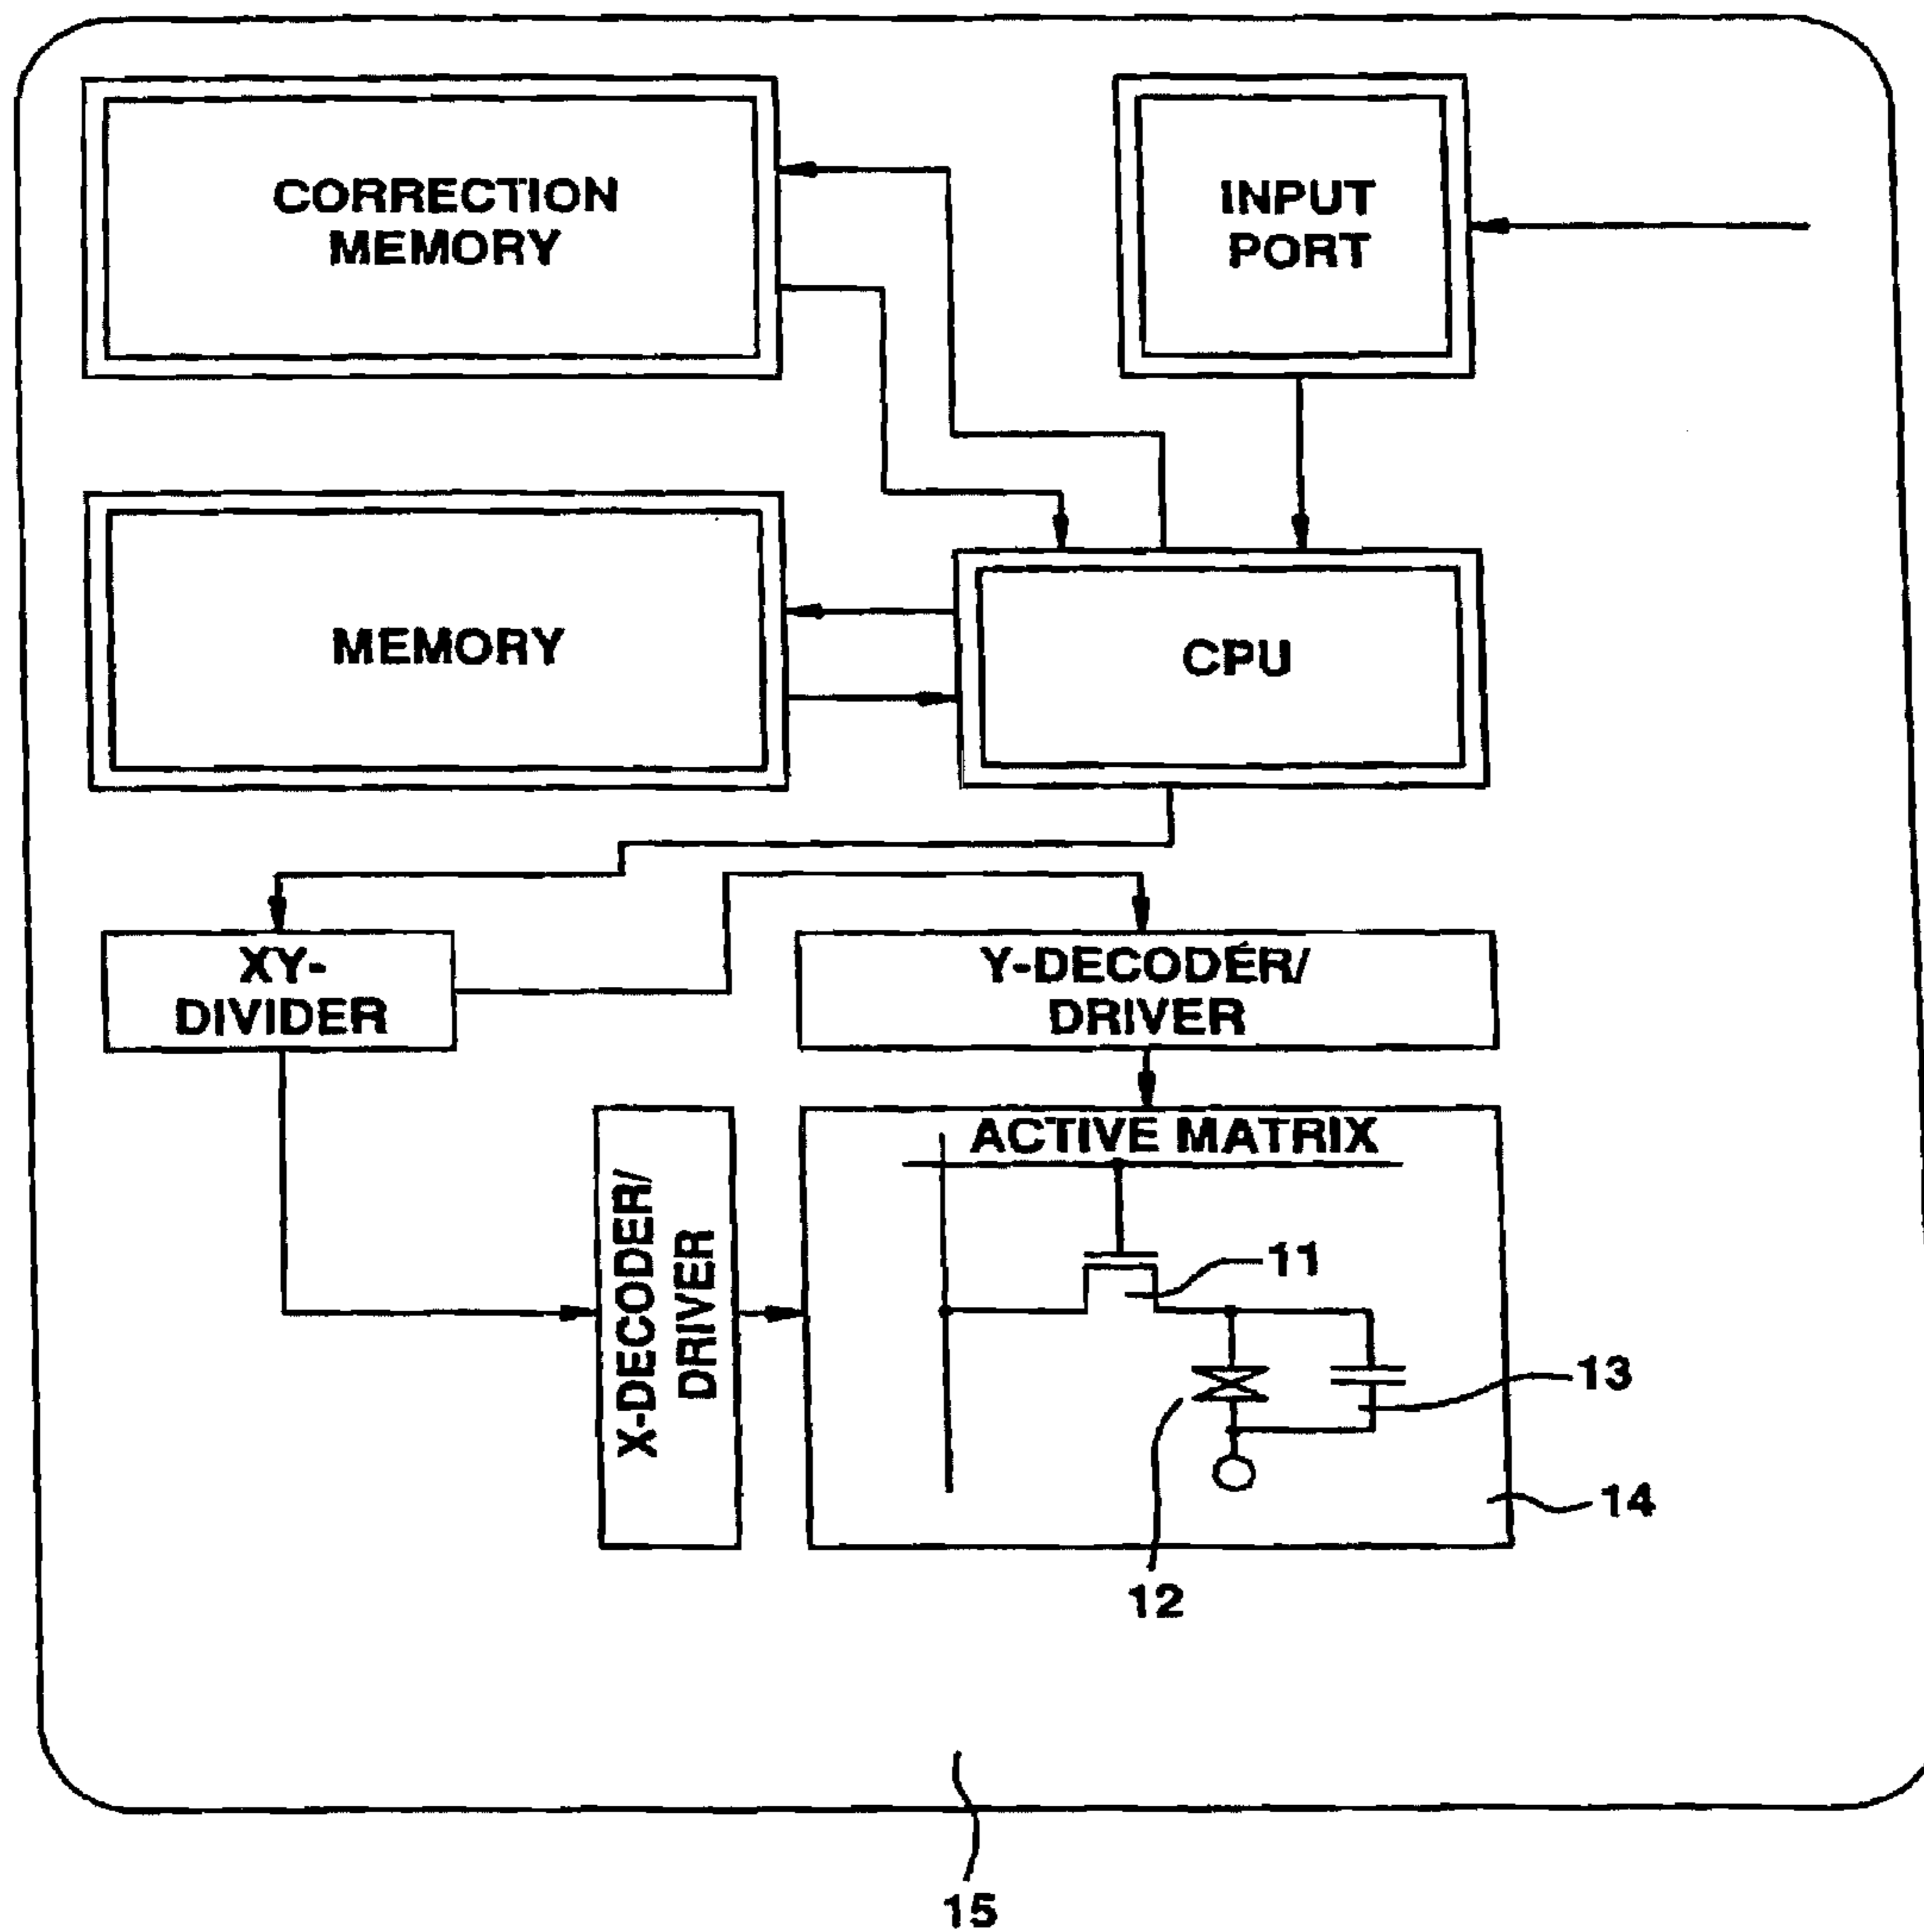 CORRECTION
MEMORY
INPUT
PORT
MEMORY
CPU
XY-
DIVIDER
Y-DECODER/
DRIVER
X-DECODER/
DRIVER
ACTIVE MATRIX
11
13
14
12
15